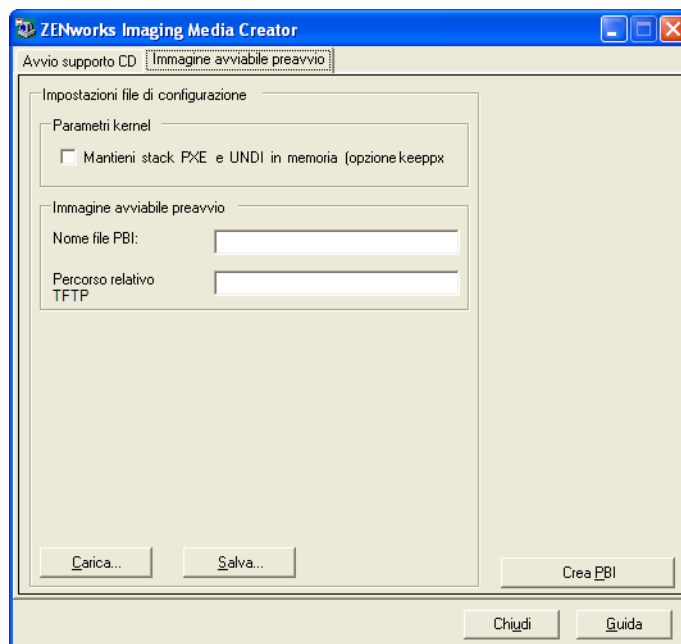 ZENworks Imaging Media Creator
Avvio supporto CD
Immagine avviabile preavvio
Impostazioni file di configurazione
Parametri kernel
Mantieni stack PXE e UNDI in memoria (opzione keeppx
Immagine avviabile preavvio
Nome file PBI:
Percorso relativo
TFTP
Carica...
Salva...
Crea PBI
Chiudi
Guida